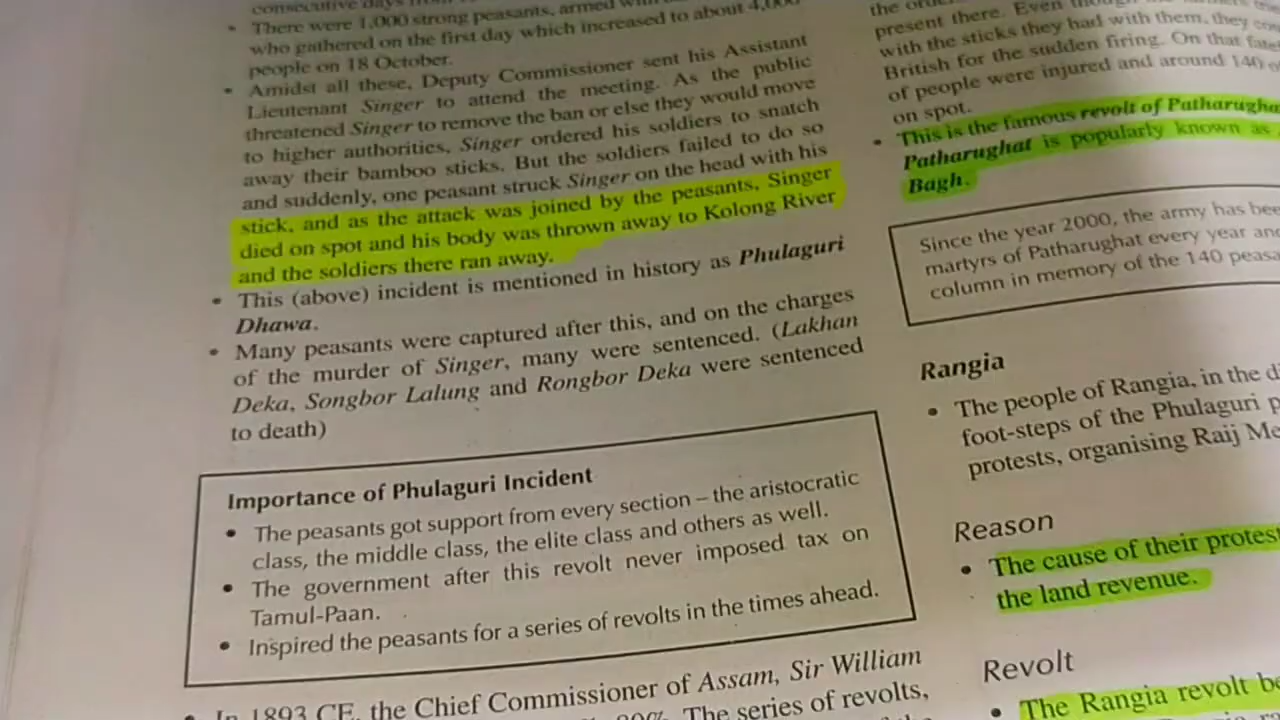 consecutive days from
• There were 1,000 strong peasants, armed with
who gathered on the first day which increased to about 4,000
people on 18 October.
• Amidst all these, Deputy Commissioner sent his Assistant
Lieutenant Singer to attend the meeting. As the public
threatened Singer to remove the ban or else they would move
to higher authorities, Singer ordered his soldiers to snatch
away their bamboo sticks. But the soldiers failed to do so
and suddenly, one peasant struck Singer on the head with his
stick, and as the attack was joined by the peasants, Singer
died on spot and his body was thrown away to Kolong River
and the soldiers there ran away.
• This (above) incident is mentioned in history as Phulaguri
Dhawa.
• Many peasants were captured after this, and on the charges
of the murder of Singer, many were sentenced. (Lakhan
Deka, Songbor Lalung and Rongbor Deka were sentenced
to death)
Importance of Phulaguri Incident
• The peasants got support from every section – the aristocratic
class, the middle class, the elite class and others as well.
• The government after this revolt never imposed tax on
Tamul-Paan.
• Inspired the peasants for a series of revolts in the times ahead.
• In 1893 CE, the Chief Commissioner of Assam, Sir William
The series of revolts,
the
present there. Even
with the sticks they had with them, they
British for the sudden firing. On that
of people were injured and around 140
on spot.
• This is the famous revolt of
Patharughat is popularly known as
Bagh.
Since the year 2000, the army has
martyrs of Patharughat every year
column in memory of the 140
Rangia
• The people of Rangia, in the
foot-steps of the Phulaguri
protests, organising Raij
Reason
• The cause of their
the land revenue.
Revolt
• The Rangia revolt